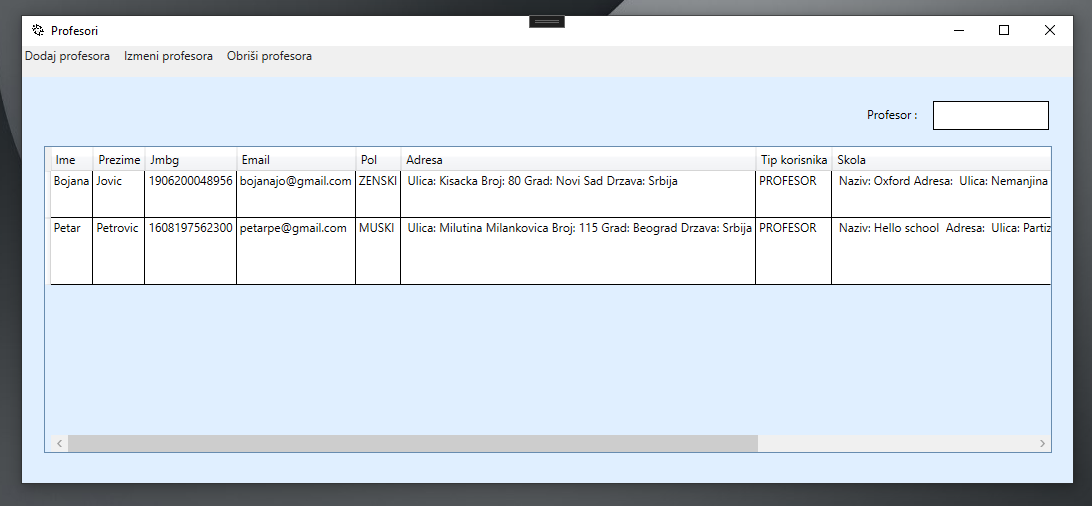 Profesori
Dodaj profesora Izmeni profesora Obriši profesora
Profesor :
Ime Prezime Jmbg Email Pol Adresa Tip korisnika Skola
Bojana Jovic 1906200048956 bojanajo@gmail.com ZENSKI Ulica: Kisacka Broj: 80 Grad: Novi Sad Drzava: Srbija PROFESOR Naziv: Oxford Adresa: Ulica: Nemanjina
Petar Petrovic 1608197562300 petarpe@gmail.com MUSKI Ulica: Milutina Milankovica Broj: 115 Grad: Beograd Drzava: Srbija PROFESOR Naziv: Hello school Adresa: Ulica: Partiz